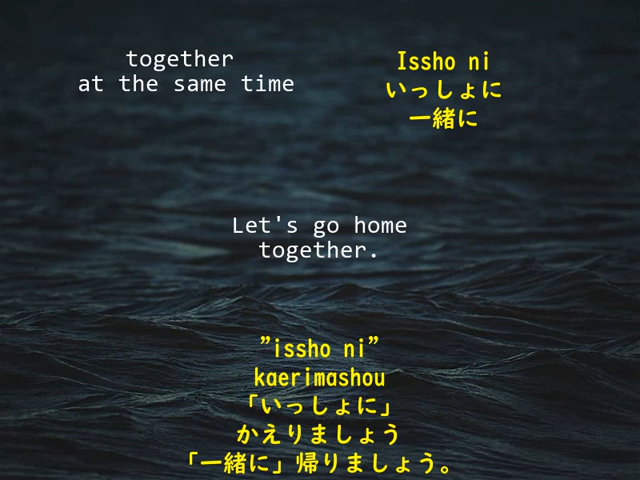 together
at the same time
Issho ni
いっしょに
一緒に
Let's go home
together.
”issho ni”
kaerimashou
「いっしょに」
かえりましょう
「一緒に」帰りましょう。